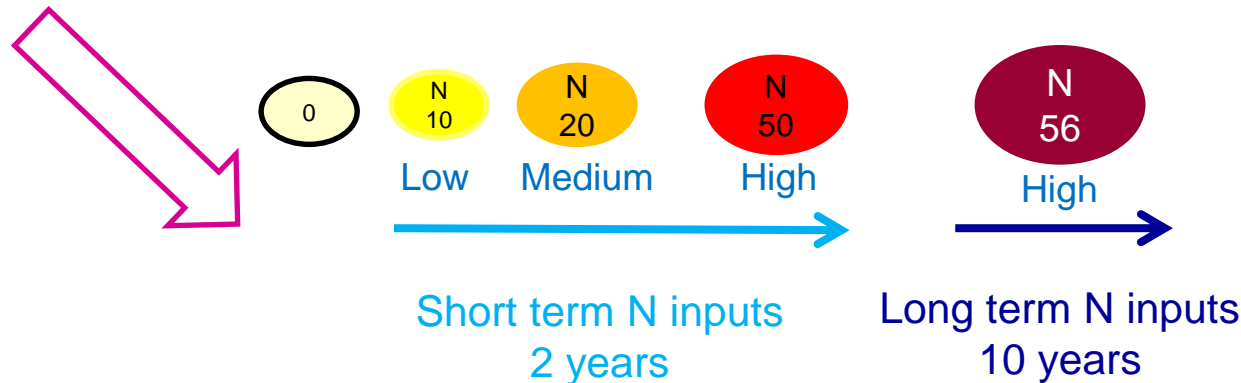 0
N
10
N
20
N
50
N
56
Low
Medium
High
High
Short term N inputs
2 years
Long term N inputs
10 years